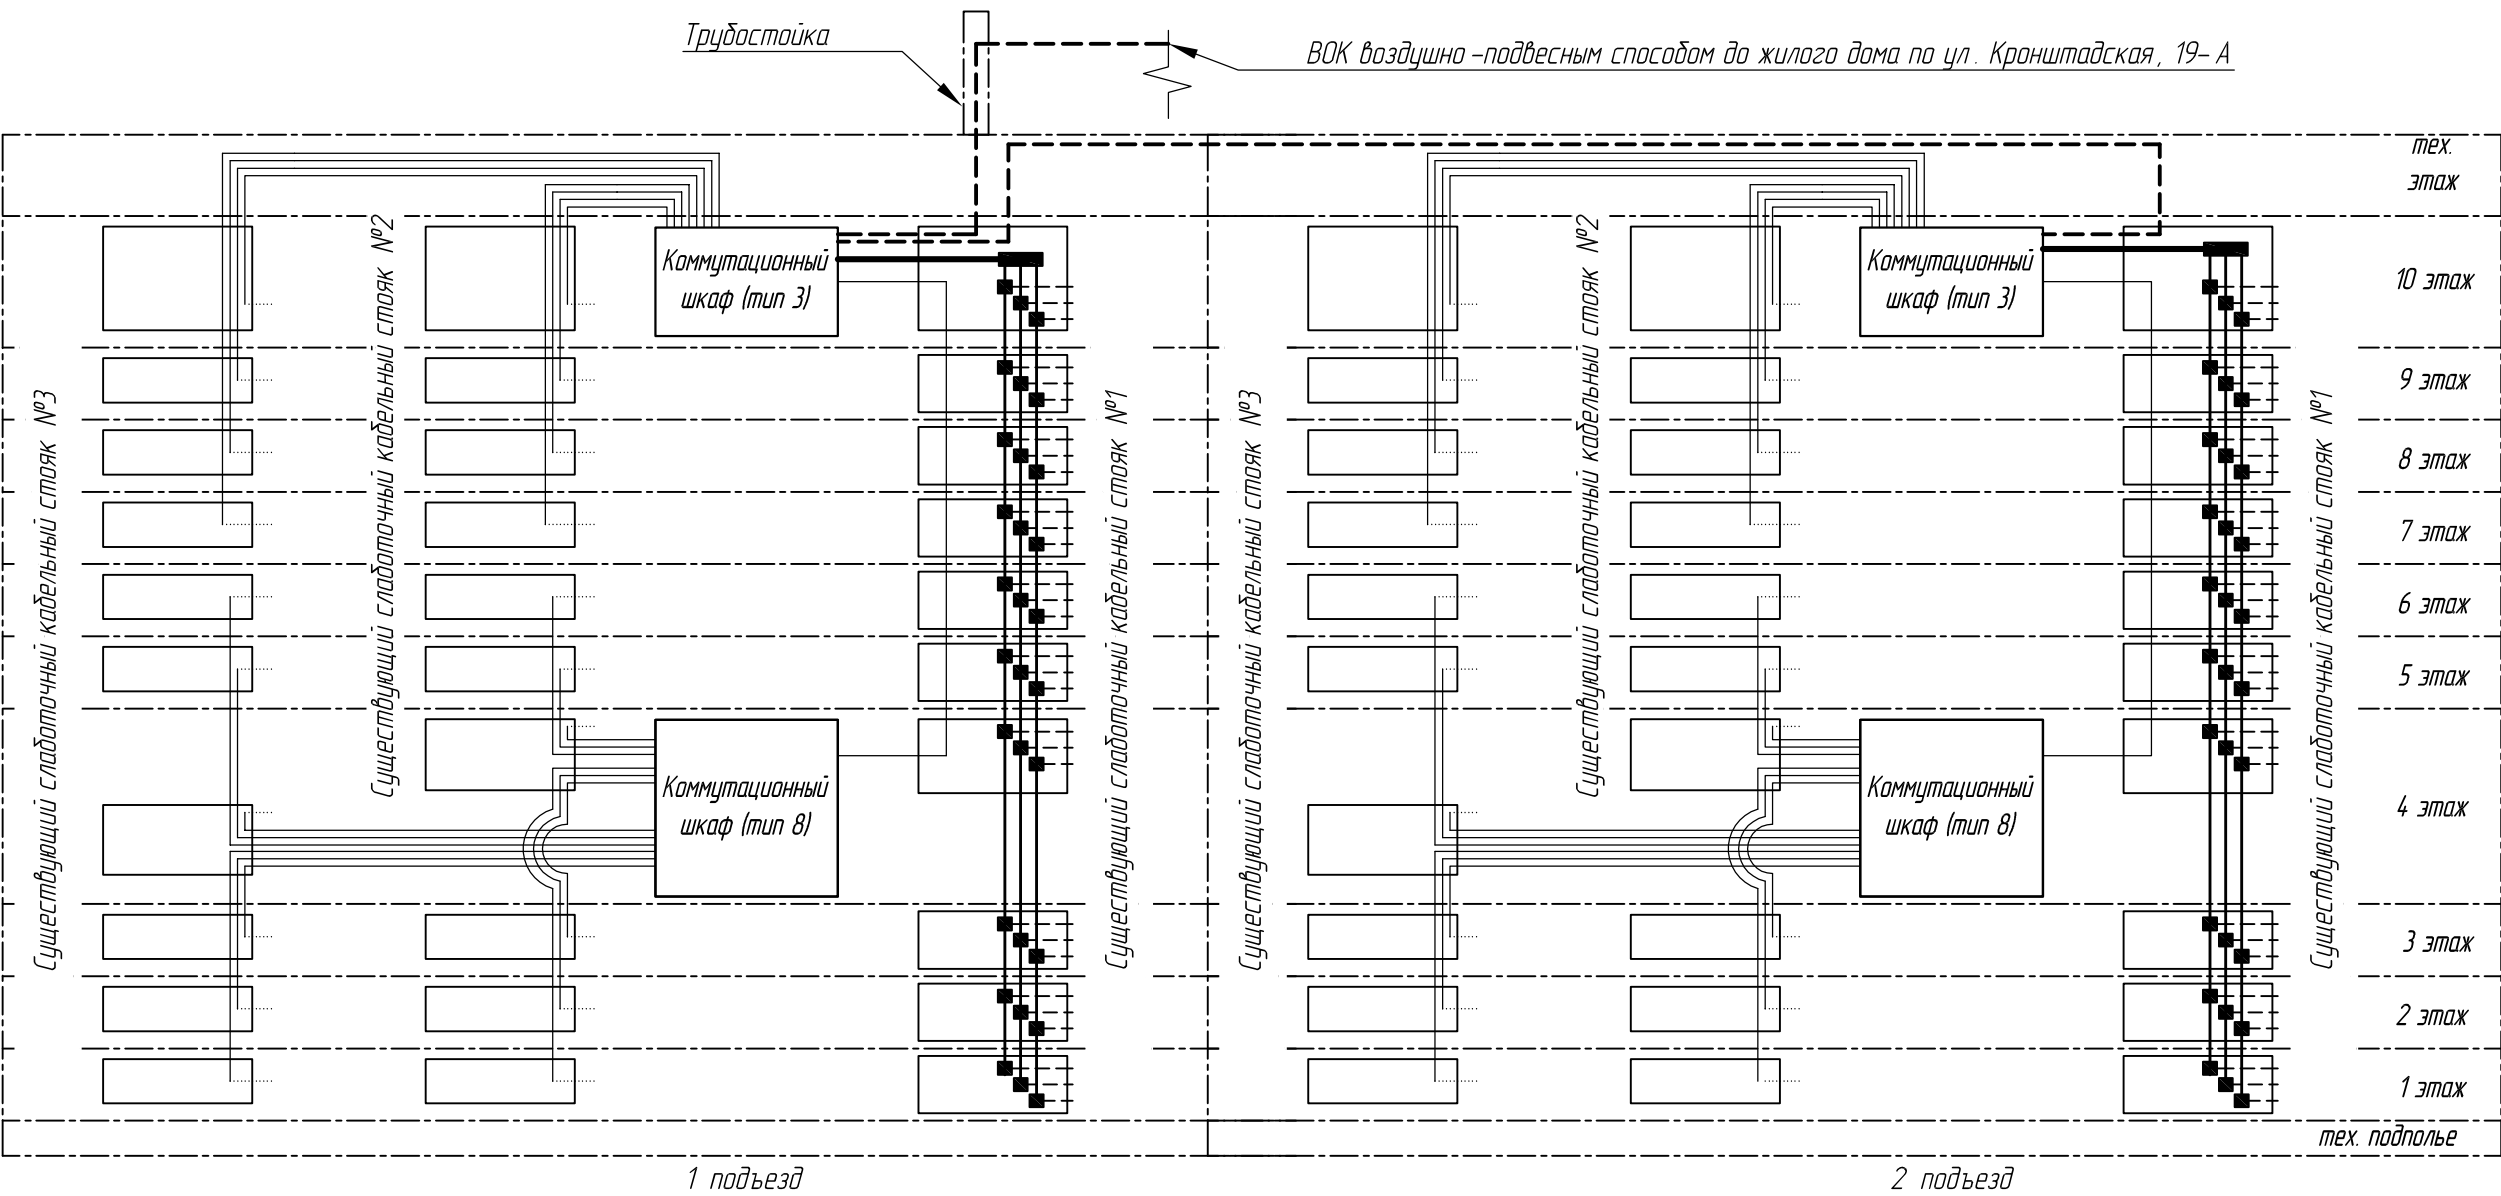 Трубостойка
ВОК воздушно-подвесным способом до жилого дома по ул. Кронштадская, 19-А
тех.
этаж
Существующий слаботочный кабельный стояк №3
Существующий слаботочный кабельный стояк №2
Коммутационный
шкаф (тип 3)
Существующий слаботочный кабельный стояк №1
Существующий слаботочный кабельный стояк №3
Существующий слаботочный кабельный стояк №2
Коммутационный
шкаф (тип 3)
Существующий слаботочный кабельный стояк №1
10 этаж
9 этаж
8 этаж
7 этаж
6 этаж
5 этаж
Коммутационный
шкаф (тип 8)
Коммутационный
шкаф (тип 8)
4 этаж
3 этаж
2 этаж
1 этаж
тех. подполье
1 подъезд
2 подъезд